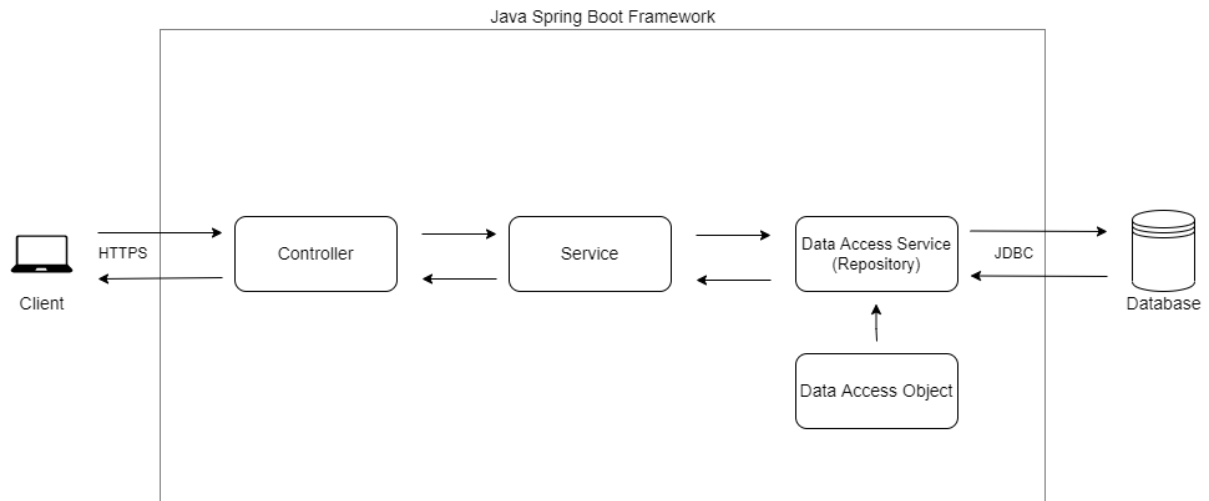 Java Spring Boot Framework
HTTPS
Client
Controller
Service
Data Access Service
(Repository)
JDBC
Database
Data Access Object